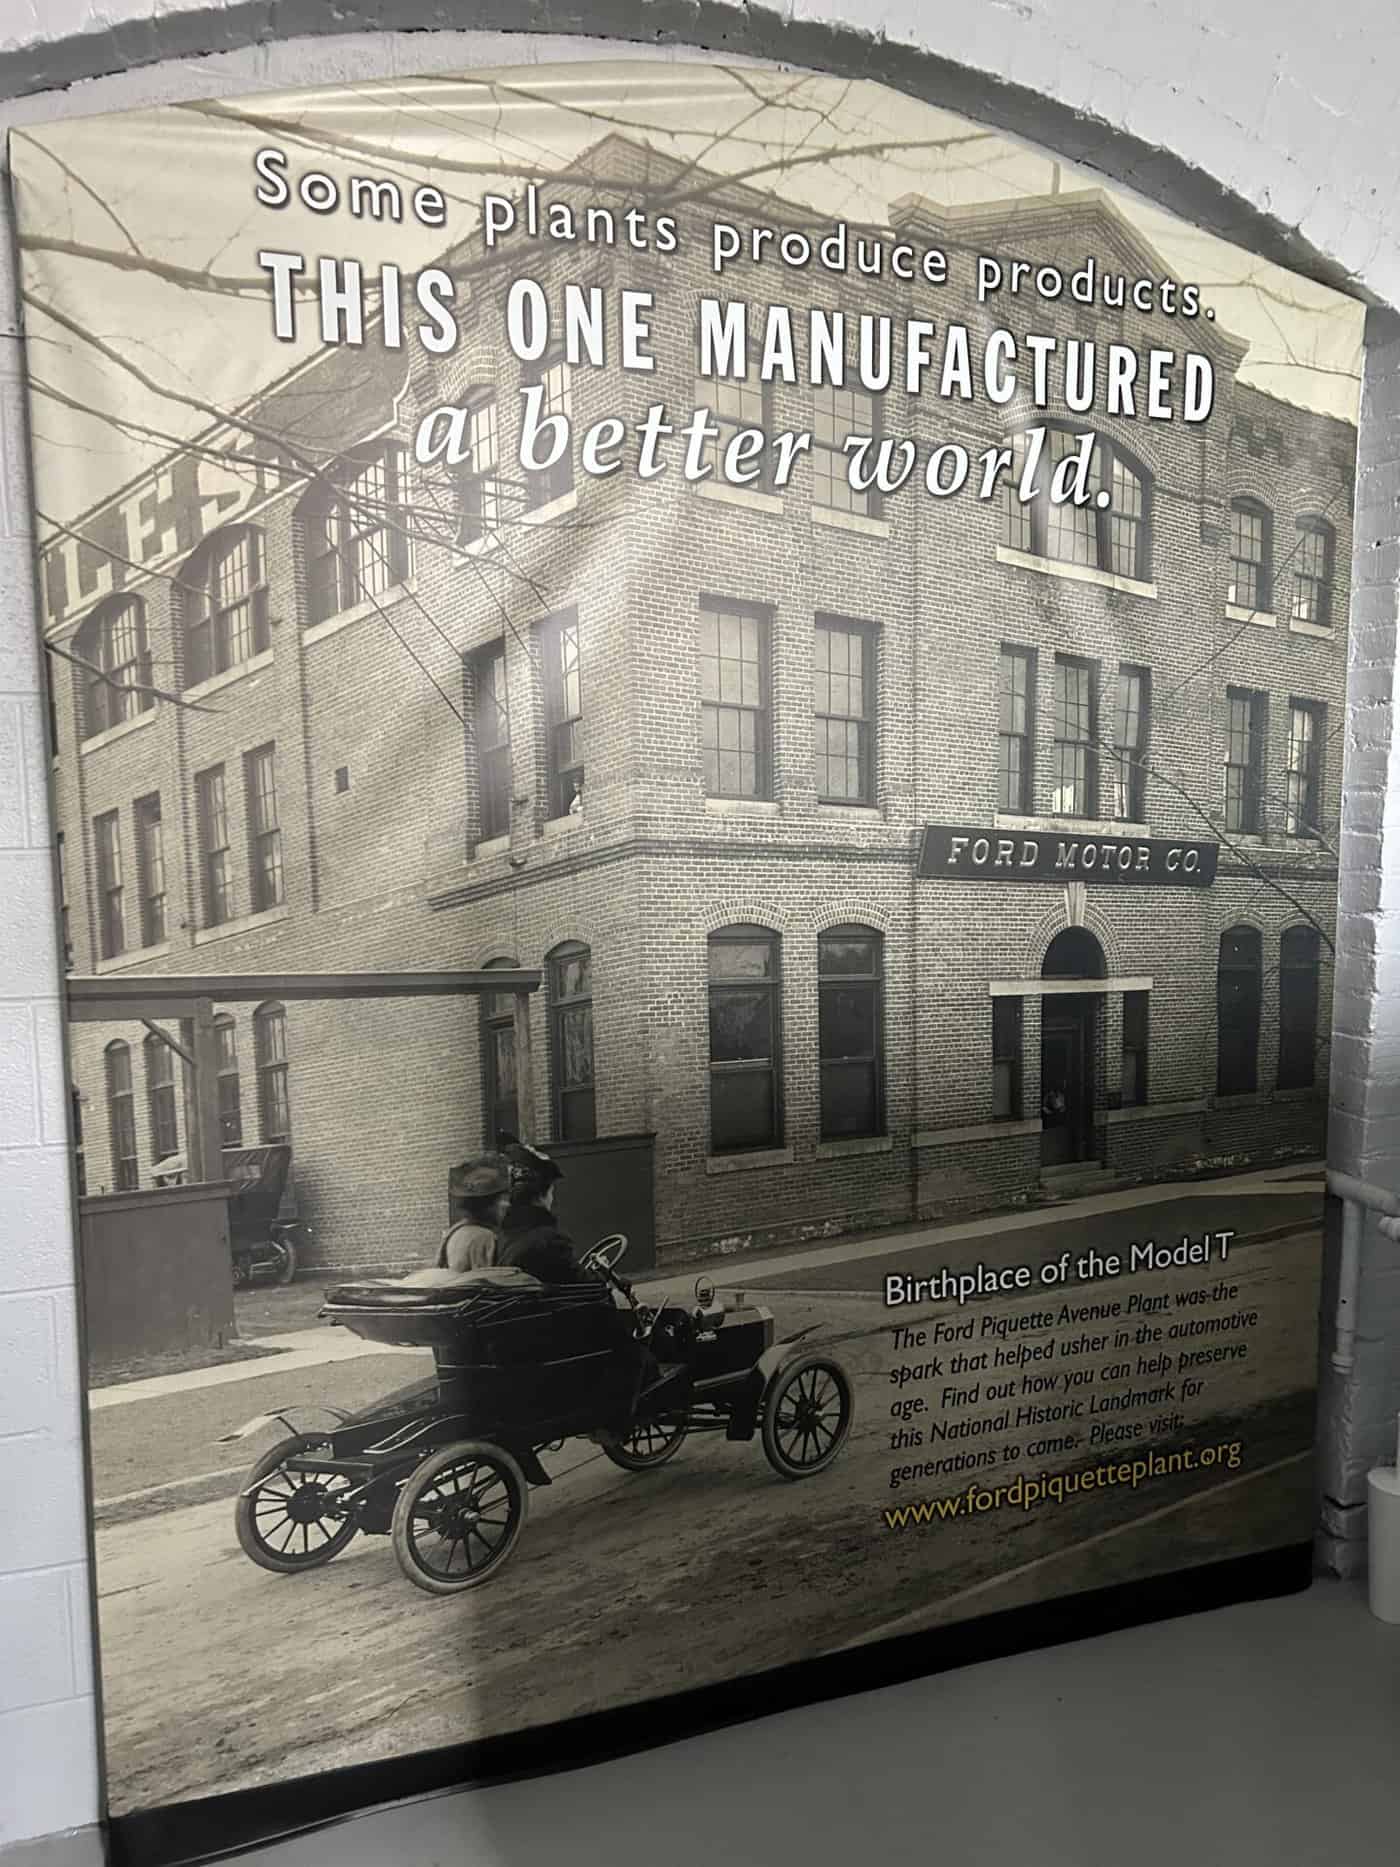 Some plants produce products.
THIS ONE MANUFACTURED
a better world.
LES
FORD MOTOR CO.
Birthplace of the Model T
The Ford Piquette Avenue Plant was the
spark that helped usher in the automotive
age. Find out how you can help preserve
this National Historic Landmark for
generations to come. Please visit:
www.fordpiquetteplant.org